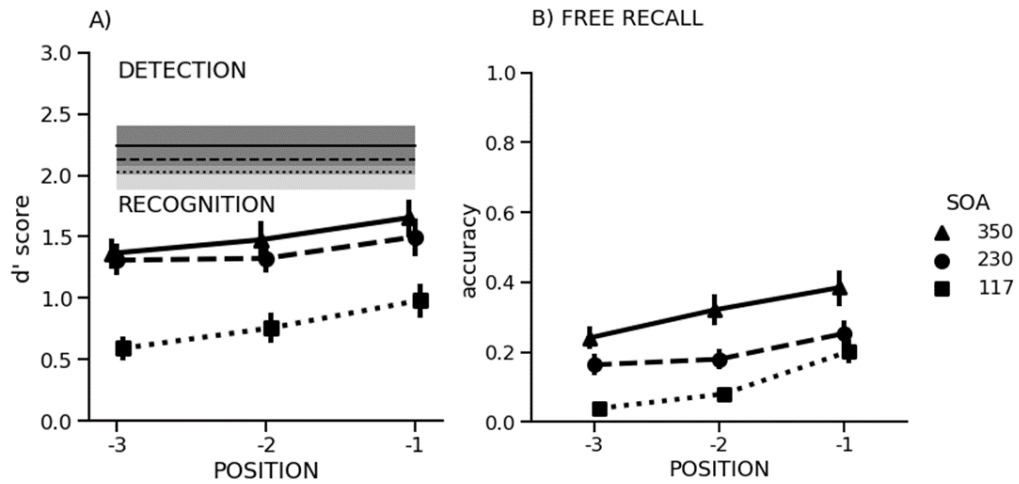 A)
3.0
2.5
2.0
1.5
1.0
0.5
0.0
d' score
DETECTION
RECOGNITION
-3
-2
-1
POSITION
B) FREE RECALL
1.0
0.8
0.6
0.4
0.2
0.0
accuracy
-3
-2
-1
POSITION
SOA
350
230
117